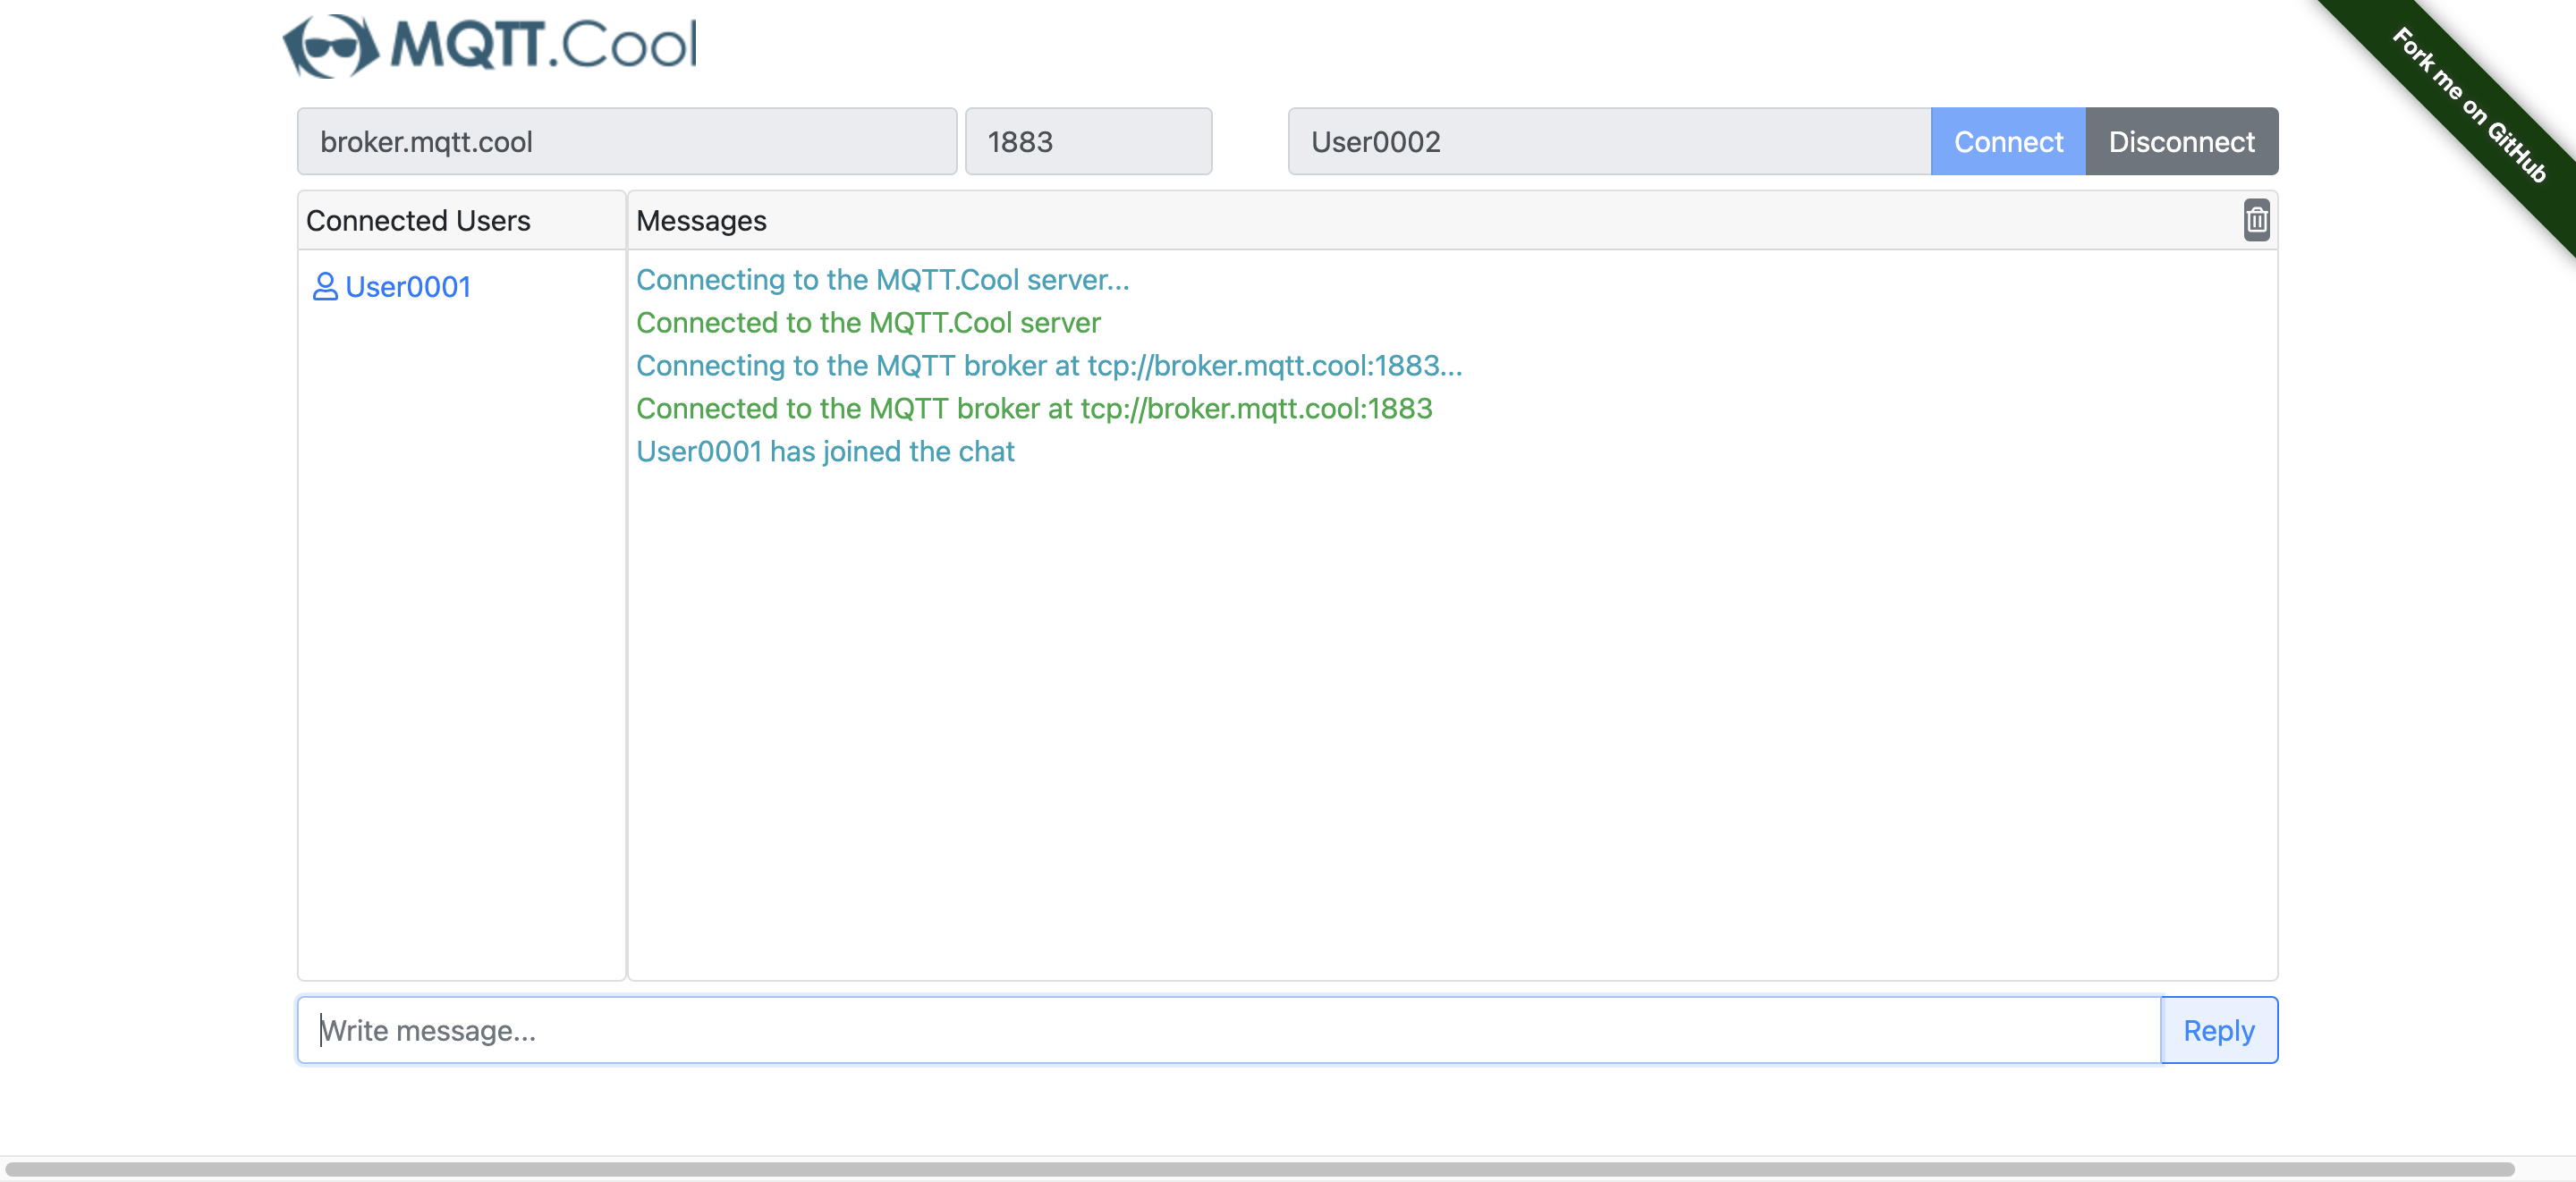 MQTT.Cool
Fork me on GitHub
broker.mqtt.cool 1883 User0002 Connect Disconnect
Connected Users Messages
User0001
Connecting to the MQTT.Cool server...
Connected to the MQTT.Cool server
Connecting to the MQTT broker at tcp://broker.mqtt.cool:1883...
Connected to the MQTT broker at tcp://broker.mqtt.cool:1883
User0001 has joined the chat
Write message... Reply